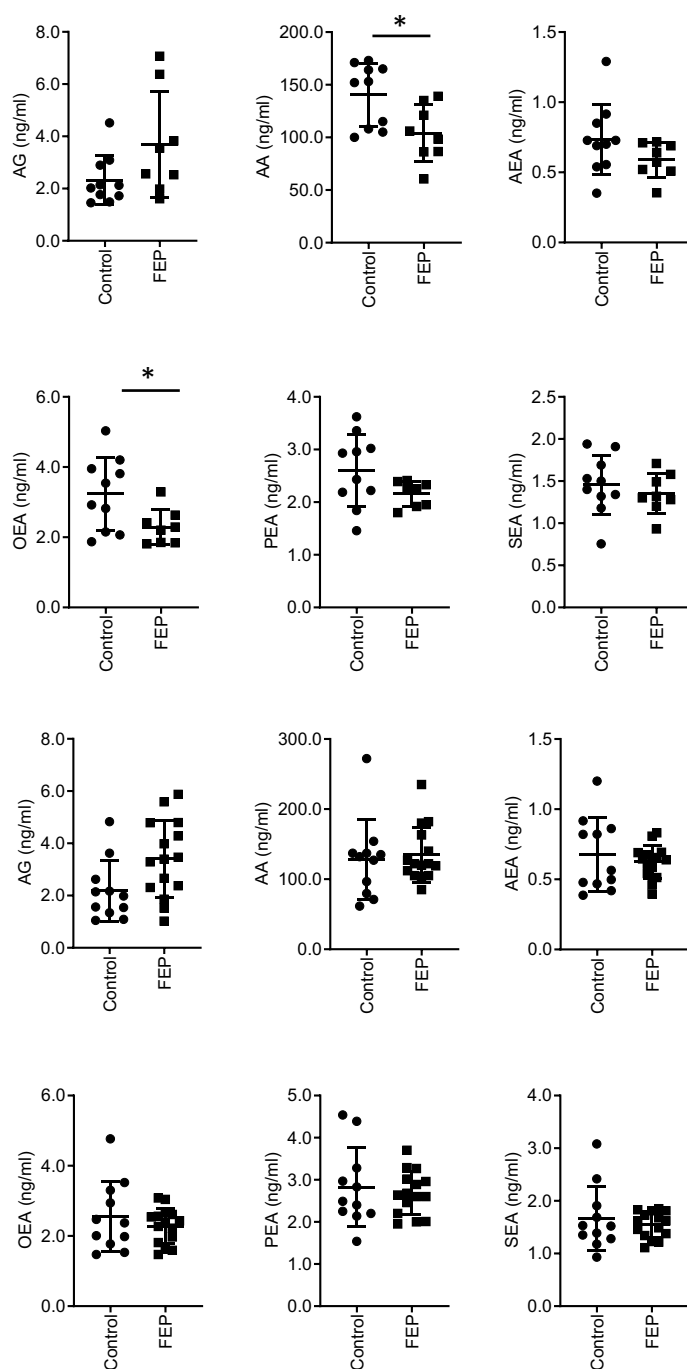 8.0
6.0
4.0
2.0
0.0
AG (ng/ml)
Control
FEP
*
200.0
150.0
100.0
50.0
0.0
AA (ng/ml)
Control
FEP
1.5
1.0
0.5
0.0
AEA (ng/ml)
Control
FEP
*
6.0
4.0
2.0
0.0
OEA (ng/ml)
Control
FEP
4.0
3.0
2.0
1.0
0.0
PEA (ng/ml)
Control
FEP
2.5
2.0
1.5
1.0
0.5
0.0
SEA (ng/ml)
Control
FEP
8.0
6.0
4.0
2.0
0.0
AG (ng/ml)
Control
FEP
300.0
200.0
100.0
0.0
AA (ng/ml)
Control
FEP
1.5
1.0
0.5
0.0
AEA (ng/ml)
Control
FEP
6.0
4.0
2.0
0.0
OEA (ng/ml)
Control
FEP
5.0
4.0
3.0
2.0
1.0
0.0
PEA (ng/ml)
Control
FEP
4.0
3.0
2.0
1.0
0.0
SEA (ng/ml)
Control
FEP